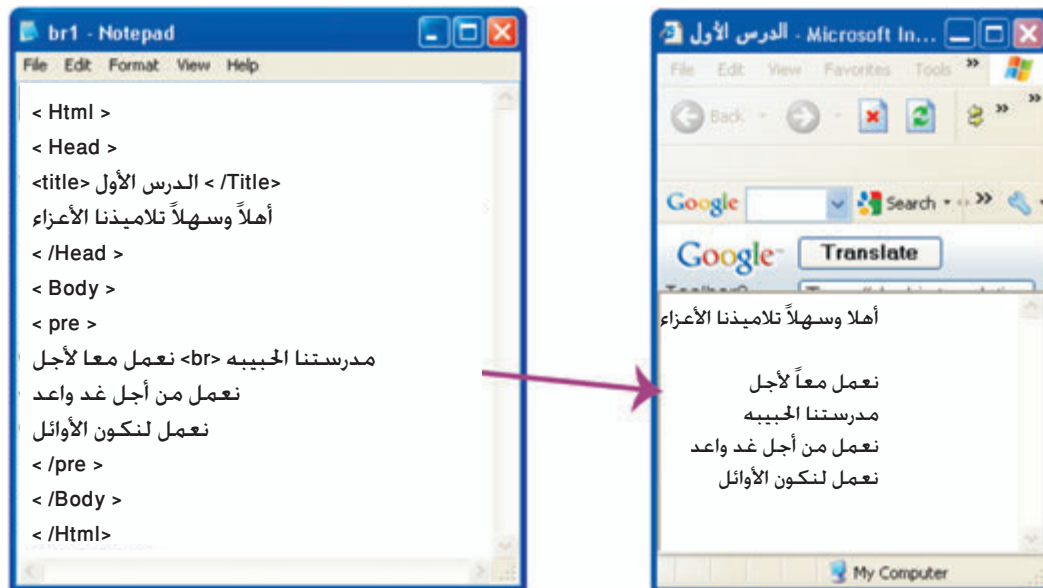 br1 - Notepad
File Edit Format View Help
< Html >
< Head >
<title> الدرس الأول < /Title>
أهلاً وسهلاً تلاميذنا الأعزاء
< /Head >
< Body >
< pre >
نعمل معا لأجل <br> مدرستنا الحبيبه
نعمل من أجل غد واعد
نعمل لنكون الأوائل
< /pre >
< /Body >
< /Html>
الدرس الأول - Microsoft In...
File Edit View Favorites Tools »
Back
Google Search
Google Translate
أهلا وسهلاً تلاميذنا الأعزاء
نعمل معاً لأجل
مدرستنا الحبيبه
نعمل من أجل غد واعد
نعمل لنكون الأوائل
My Computer